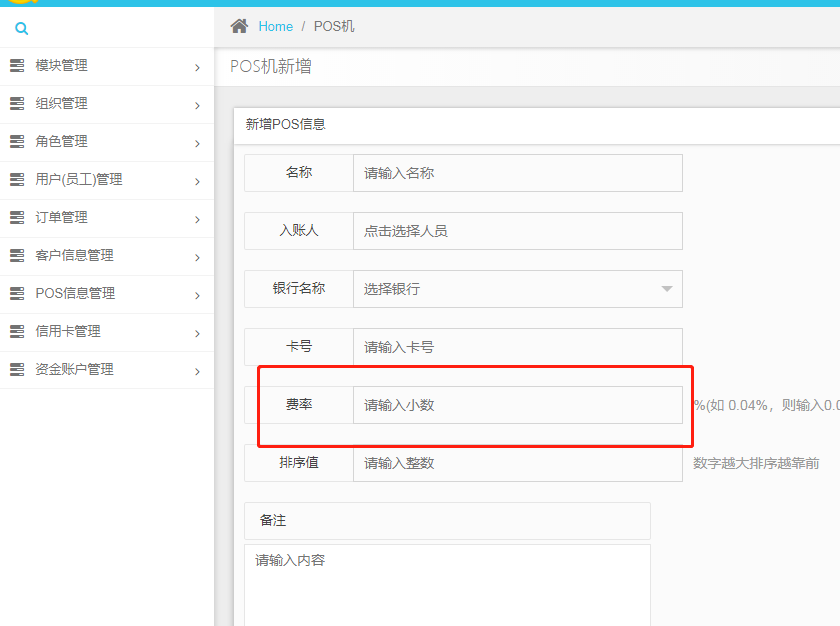 Home / POS机
POS机新增
模块管理
组织管理
角色管理
用户(员工)管理
订单管理
客户信息管理
POS信息管理
信用卡管理
资金账户管理
新增POS信息
名称 请输入名称
入账人 点击选择人员
银行名称 选择银行
卡号 请输入卡号
费率 请输入小数 %(如 0.04%，则输入0.0
排序值 请输入整数 数字越大排序越靠前
备注
请输入内容